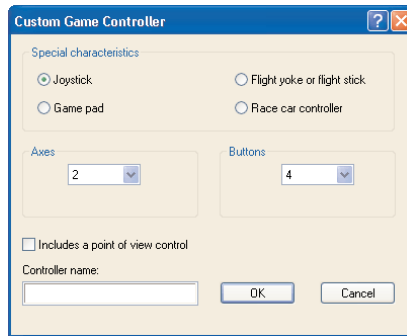 Custom Game Controller
Special characteristics
Joystick
Flight yoke or flight stick
Game pad
Race car controller
Axes
Buttons
2
4
Includes a point of view control
Controller name:
OK
Cancel